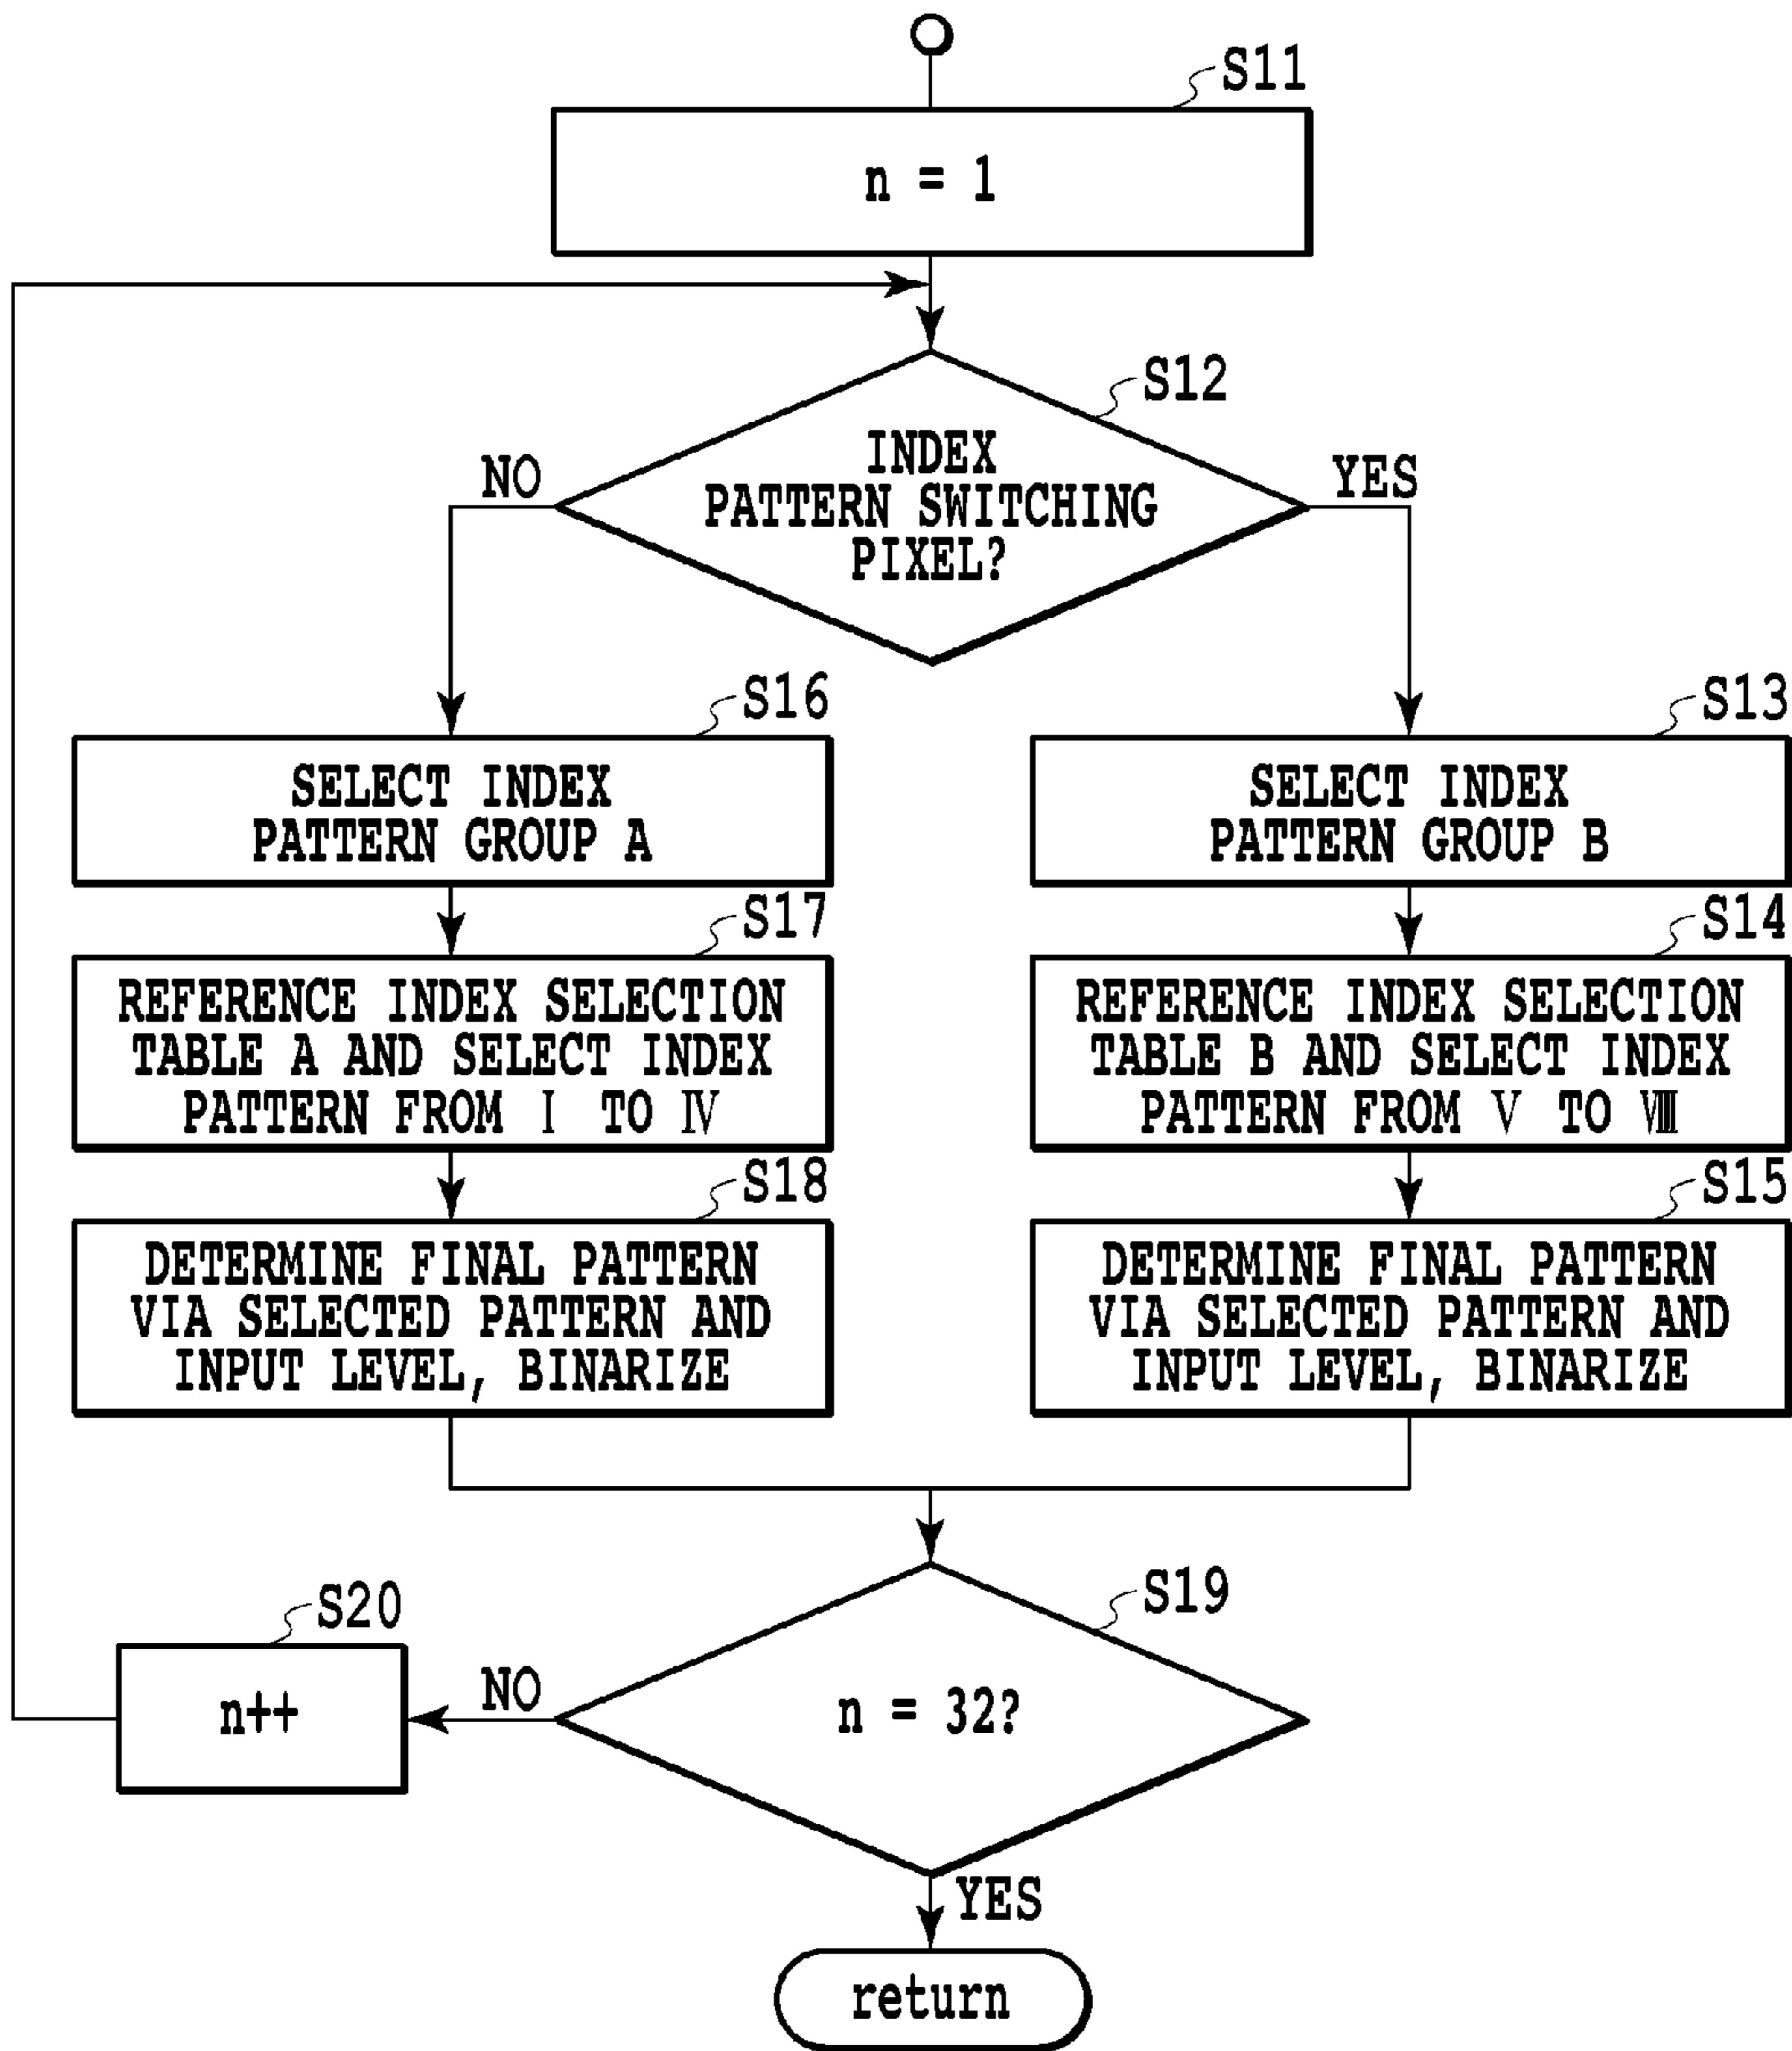 S11
n = 1
S12
INDEX
PATTERN SWITCHING
PIXEL?
NO
YES
S16
SELECT INDEX
PATTERN GROUP A
S13
SELECT INDEX
PATTERN GROUP B
S17
REFERENCE INDEX SELECTION
TABLE A AND SELECT INDEX
PATTERN FROM Ⅰ TO Ⅳ
S14
REFERENCE INDEX SELECTION
TABLE B AND SELECT INDEX
PATTERN FROM Ⅴ TO Ⅷ
S18
DETERMINE FINAL PATTERN
VIA SELECTED PATTERN AND
INPUT LEVEL, BINARIZE
S15
DETERMINE FINAL PATTERN
VIA SELECTED PATTERN AND
INPUT LEVEL, BINARIZE
S19
n = 32?
NO
S20
n++
YES
return